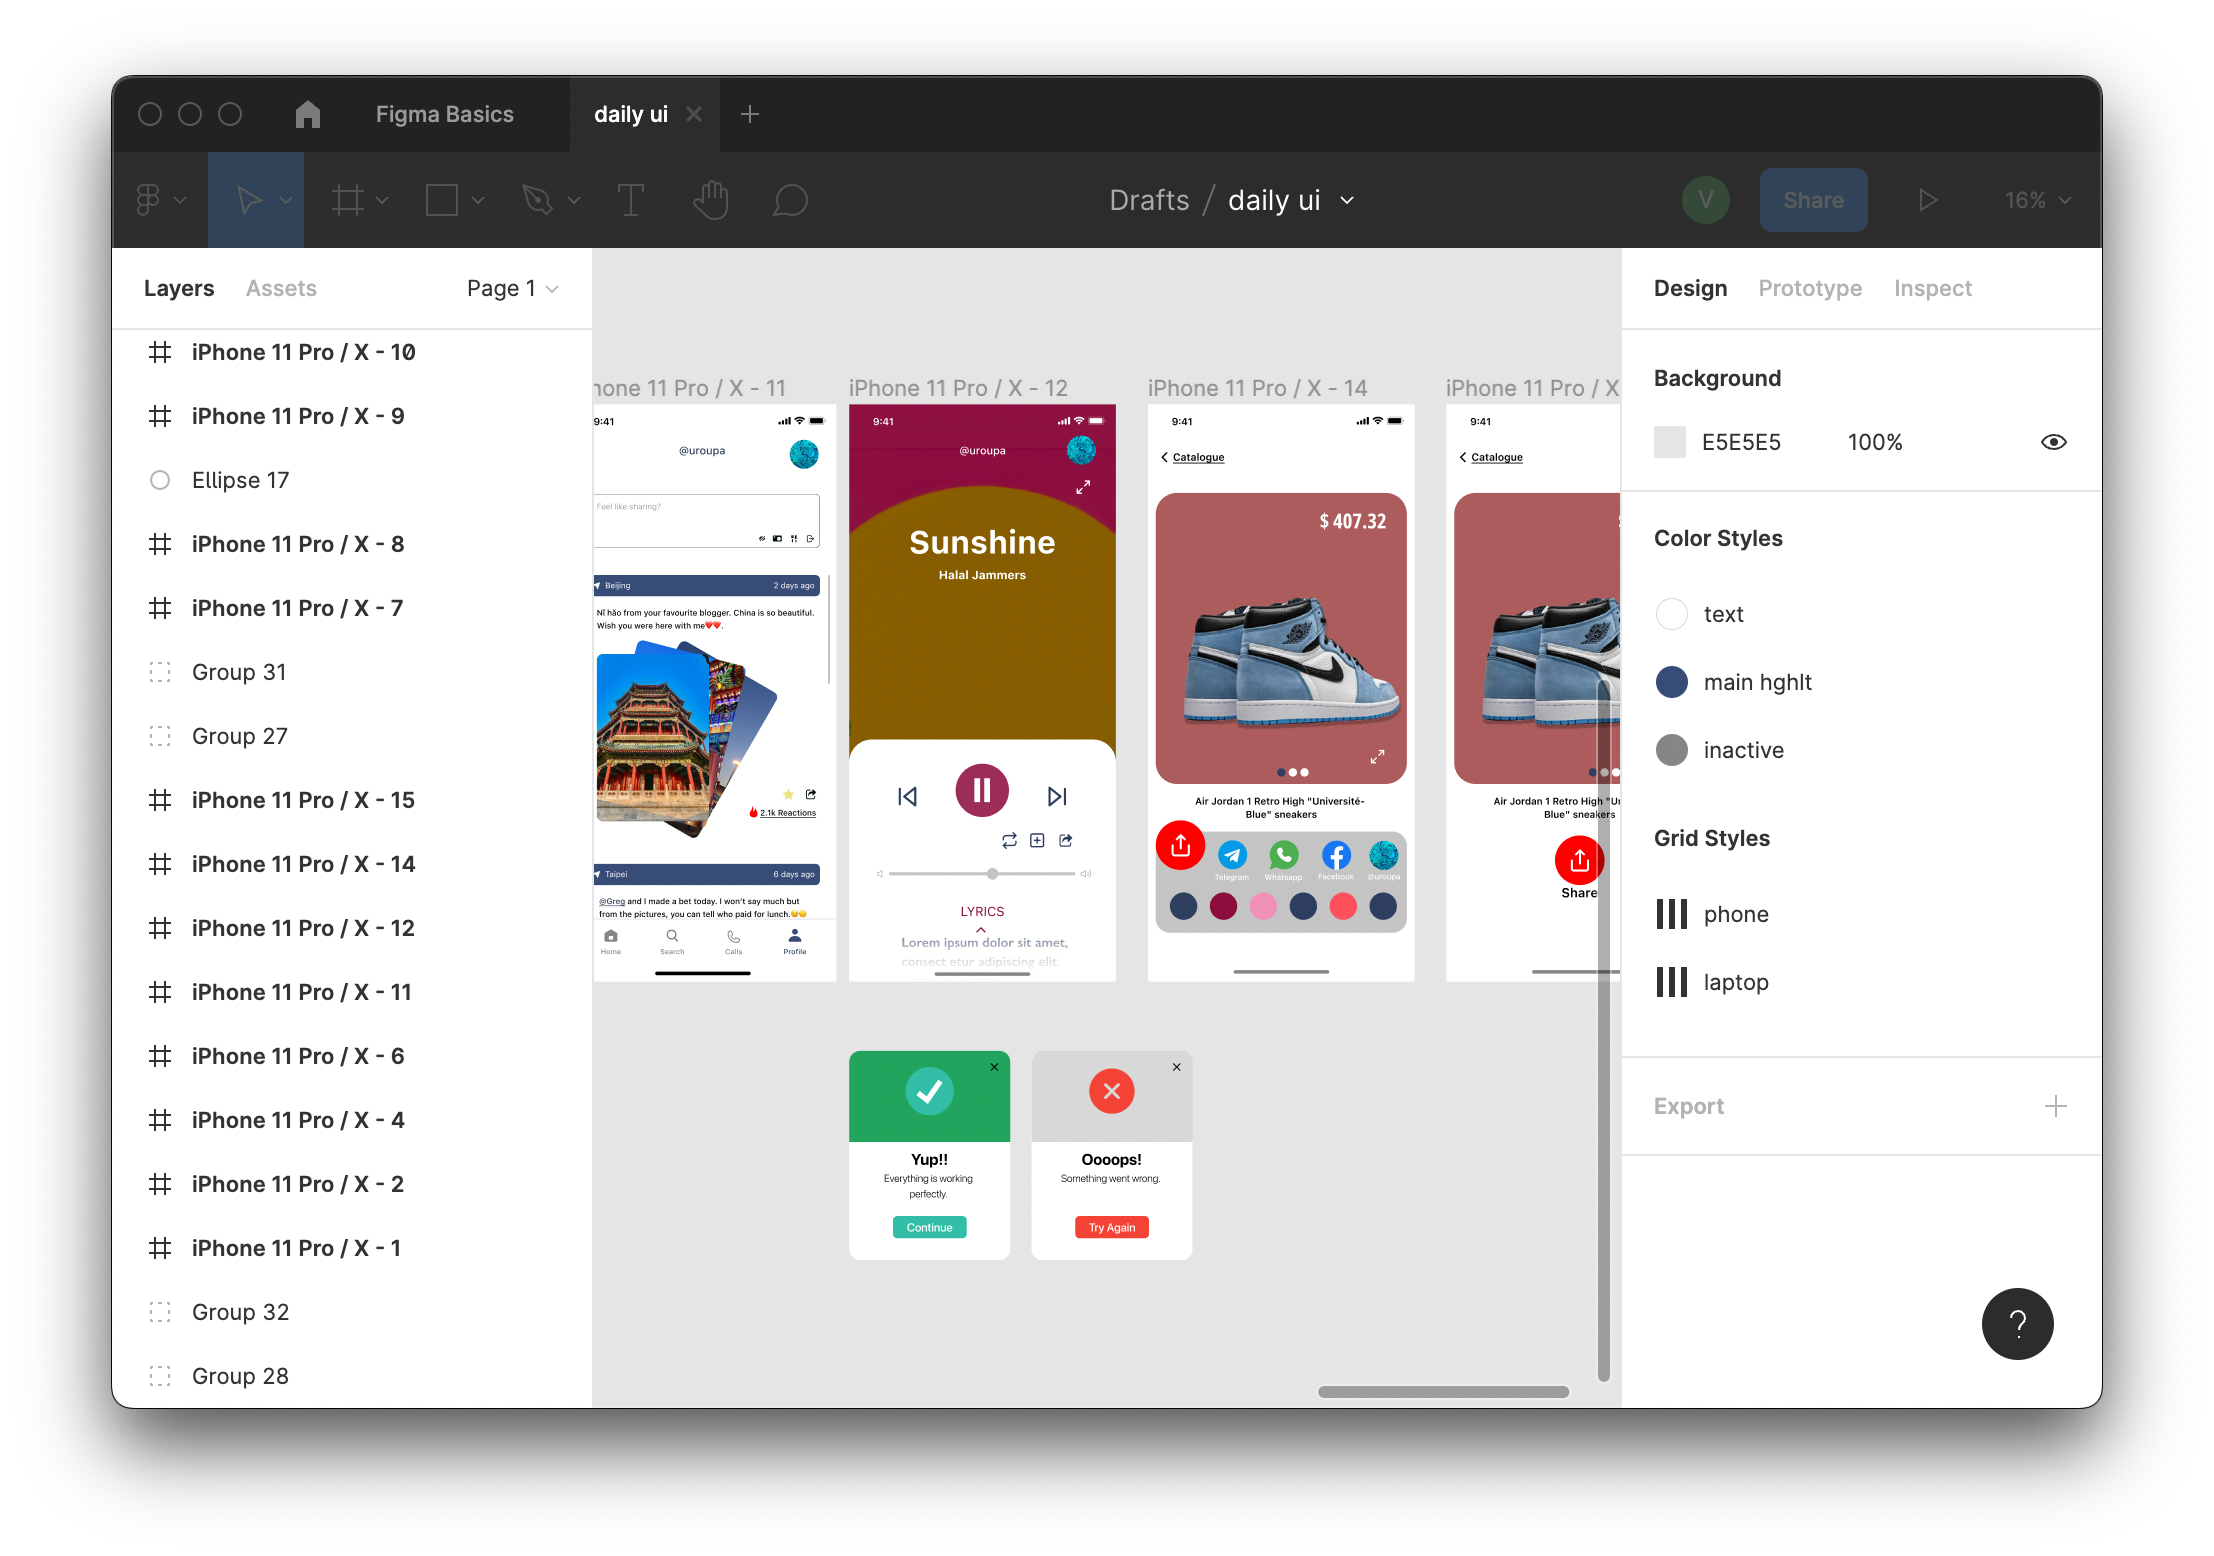 Figma Basics
daily ui
Drafts / daily ui
V
Share
16%
Layers
Assets
Page 1
iPhone 11 Pro / X - 10
iPhone 11 Pro / X - 9
Ellipse 17
iPhone 11 Pro / X - 8
iPhone 11 Pro / X - 7
Group 31
Group 27
iPhone 11 Pro / X - 15
iPhone 11 Pro / X - 14
iPhone 11 Pro / X - 12
iPhone 11 Pro / X - 11
iPhone 11 Pro / X - 6
iPhone 11 Pro / X - 4
iPhone 11 Pro / X - 2
iPhone 11 Pro / X - 1
Group 32
Group 28
hone 11 Pro / X - 11
9:41
@uroupa
Feel like sharing?
Beijing
2 days ago
Nǐ hǎo from your favourite blogger. China is so beautiful.
Wish you were here with me❤️❤️.
2.1k Reactions
Taipei
6 days ago
@Greg and I made a bet today. I won't say much but
from the pictures, you can tell who paid for lunch.
Home
Search
Calls
Profile
iPhone 11 Pro / X - 12
9:41
@uroupa
Sunshine
Halal Jammers
LYRICS
Lorem ipsum dolor sit amet,
consect etur adipiscing elit.
iPhone 11 Pro / X - 14
9:41
Catalogue
$ 407.32
Air Jordan 1 Retro High "Université-
Blue" sneakers
Telegram
Whatsapp
Facebook
@uroupa
iPhone 11 Pro / X
9:41
Catalogue
Air Jordan 1 Retro High "U
Blue" sneakers
Share
Yup!!
Everything is working
perfectly.
Continue
Oooops!
Something went wrong.
Try Again
Design
Prototype
Inspect
Background
E5E5E5
100%
Color Styles
text
main hghlt
inactive
Grid Styles
phone
laptop
Export
?